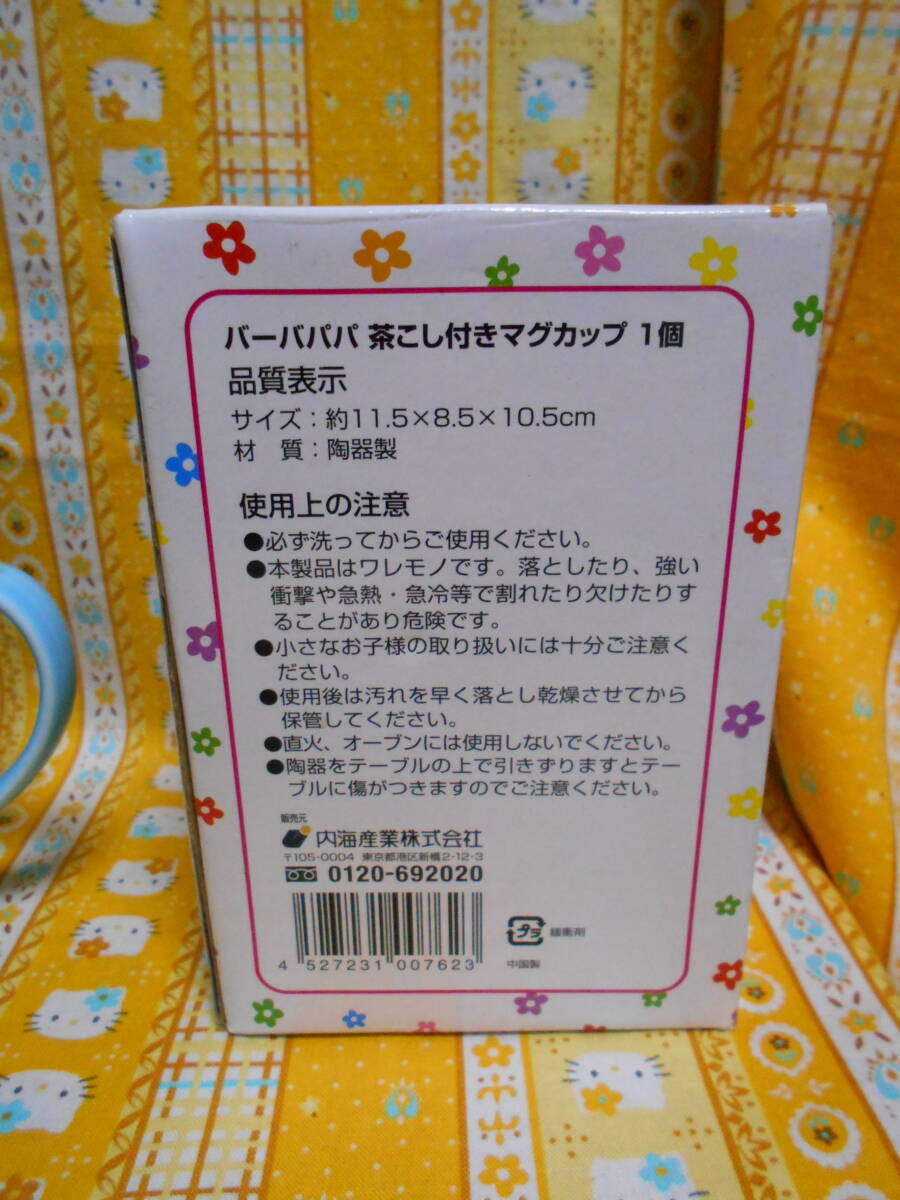 バーバパパ 茶こし付きマグカップ 1個
品質表示
サイズ：約11.5×8.5×10.5cm
材　質：陶器製
使用上の注意
●必ず洗ってからご使用ください。
●本製品はワレモノです。落としたり、強い
衝撃や急熱・急冷等で割れたり欠けたりす
ることがあり危険です。
●小さなお子様の取り扱いには十分ご注意く
ださい。
●使用後は汚れを早く落とし乾燥させてから
保管してください。
●直火、オーブンには使用しないでください。
●陶器をテーブルの上で引きずりますとテー
ブルに傷がつきますのでご注意ください。
販売元
内海産業株式会社
〒105-0004 東京都港区新橋2-12-3
0120-692020
プラ 緩衝剤
4 527231 007623
中国製